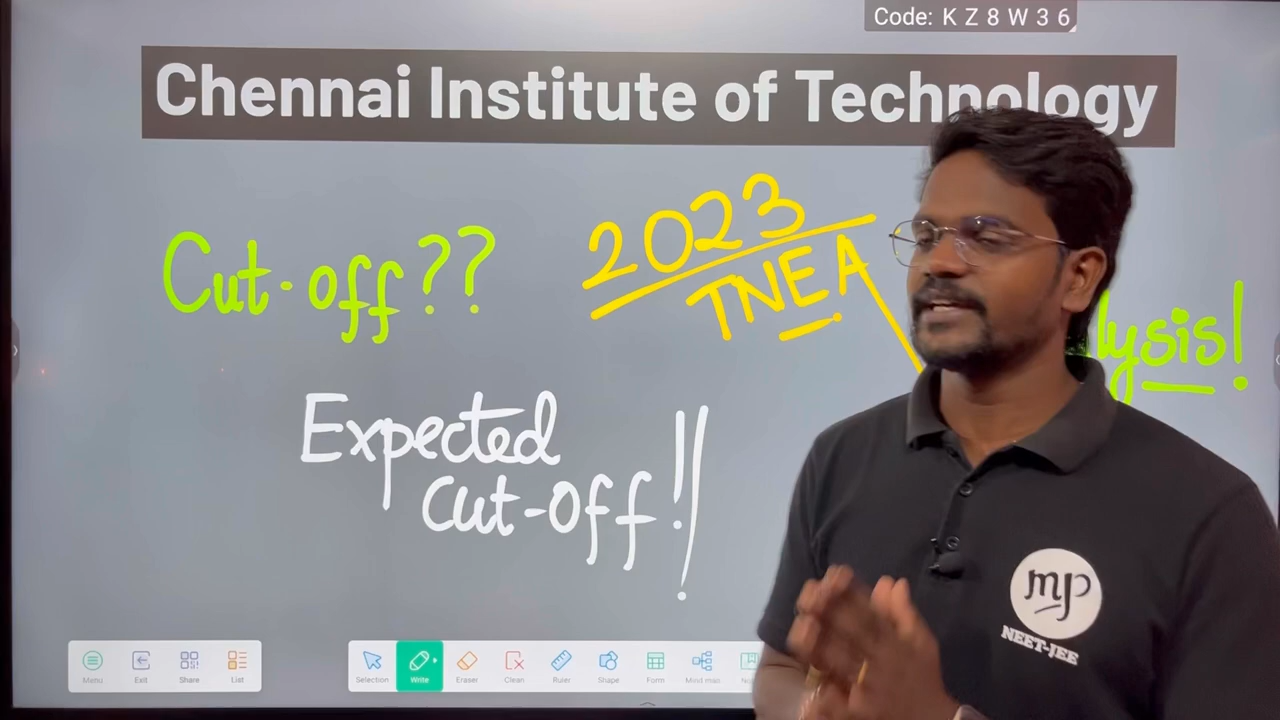 Code: K Z 8 W 3 6
Chennai Institute of Technology
Cut-off??
2023
TNEA
lysis!
Expected
Cut-off!!
mp
NEET-JEE
Menu
Exit
Share
List
Selection
Write
Eraser
Clean
Ruler
Shape
Form
Mind map